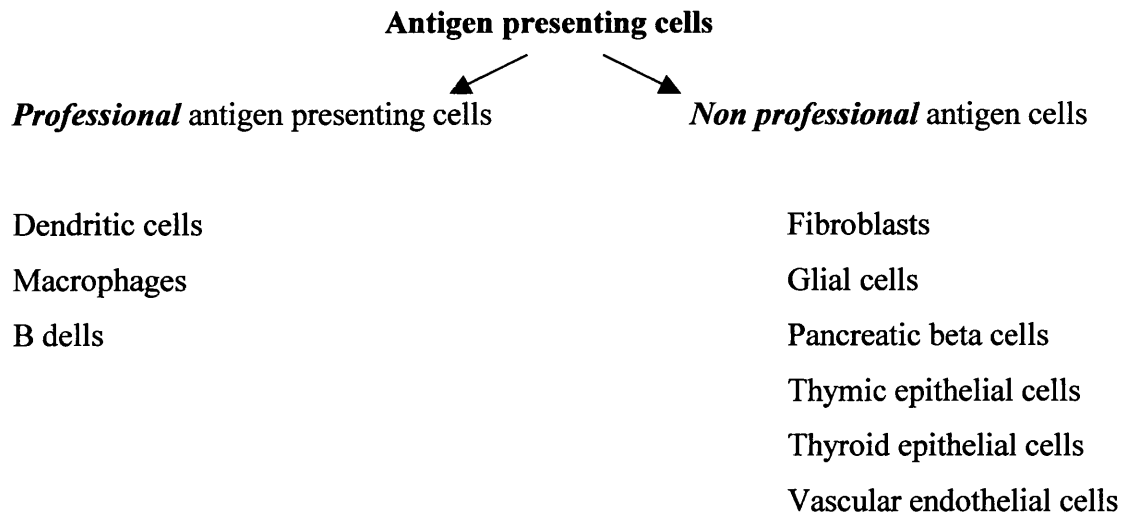 Antigen presenting cells
Professional antigen presenting cells
Non professional antigen cells
Dendritic cells
Macrophages
B dells
Fibroblasts
Glial cells
Pancreatic beta cells
Thymic epithelial cells
Thyroid epithelial cells
Vascular endothelial cells